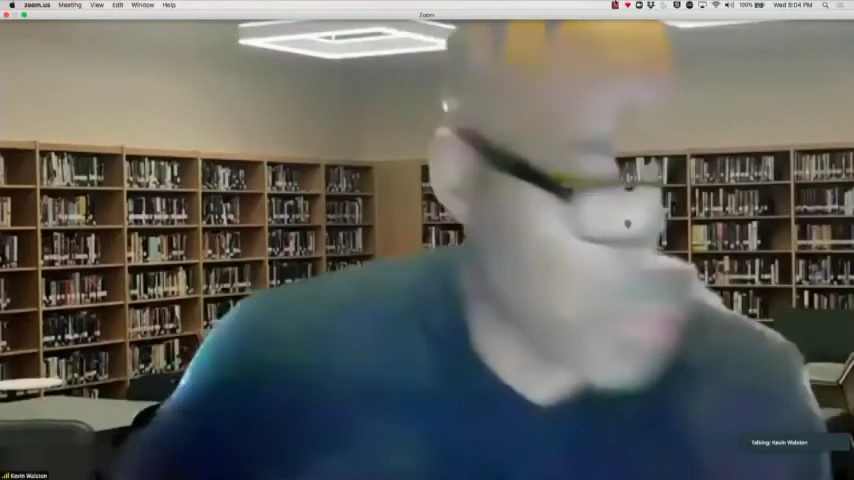 zoom.us Meeting View Edit Window Help
100% Wed 8:04 PM
Zoom
Talking: Kevin Walston
Kevin Walston